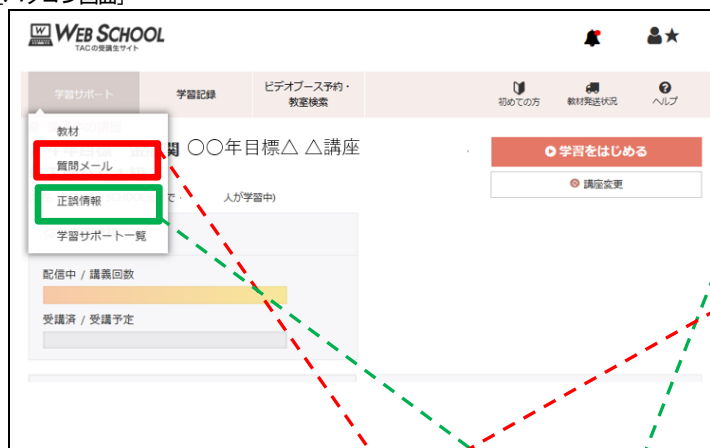 パソコン画面]
WEB SCHOOL
TACの受講生サイト
学習サポート
学習記録
ビデオブース予約・
教室検索
初めての方
教材発送状況
ヘルプ
教材
質問メール
正誤情報
学習サポート一覧
関 〇〇年目標△ △講座
で
人が学習中)
学習をはじめる
講座変更
配信中 / 講義回数
受講済 / 受講予定